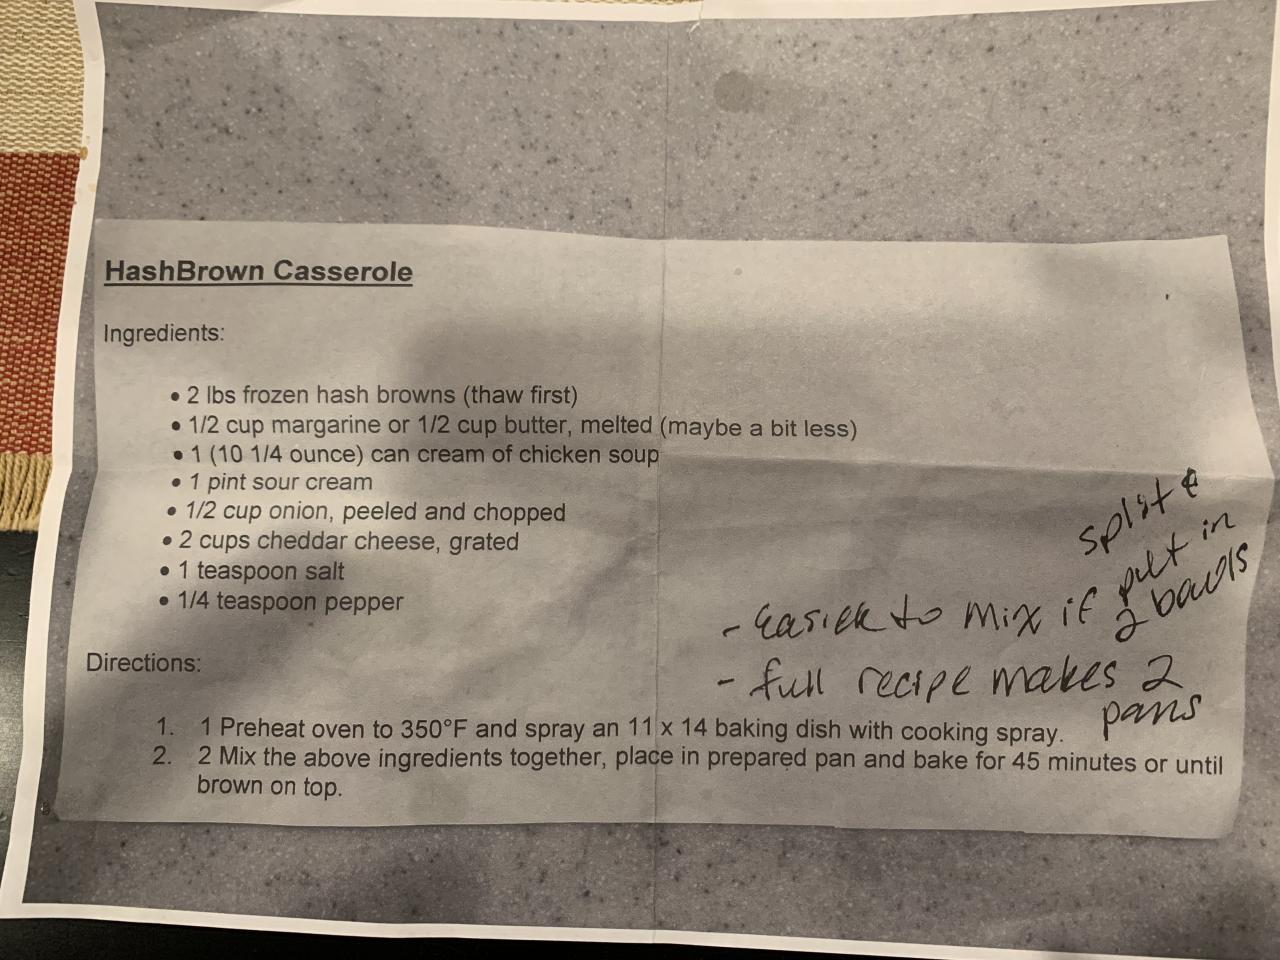 HashBrown Casserole
Ingredients:
• 2 lbs frozen hash browns (thaw first)
• 1/2 cup margarine or 1/2 cup butter, melted (maybe a bit less)
• 1 (10 1/4 ounce) can cream of chicken soup
• 1 pint sour cream
• 1/2 cup onion, peeled and chopped
• 2 cups cheddar cheese, grated
• 1 teaspoon salt
• 1/4 teaspoon pepper
split &
put in
- easier to mix if 2 bowls
- full recipe makes 2
pans
Directions:
1. 1 Preheat oven to 350°F and spray an 11 x 14 baking dish with cooking spray.
2. 2 Mix the above ingredients together, place in prepared pan and bake for 45 minutes or until
brown on top.